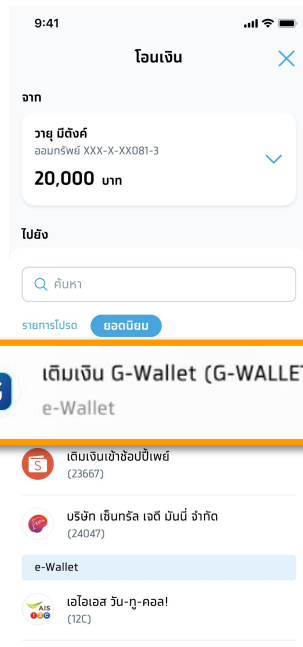 9:41
โอนเงิน
จาก
วายุ มีตังค์
ออมทรัพย์ XXX-X-XX081-3
20,000 บาท
ไปยัง
ค้นหา
รายการโปรด ยอดนิยม
เติมเงิน G-Wallet (G-WALLET
e-Wallet
เติมเงินเข้าช้อปปี้เพย์
(23667)
บริษัท เซ็นทรัล เจดี มันนี่ จำกัด
(24047)
e-Wallet
เอไอเอส วัน-ทู-คอล!
AIS
(12C)